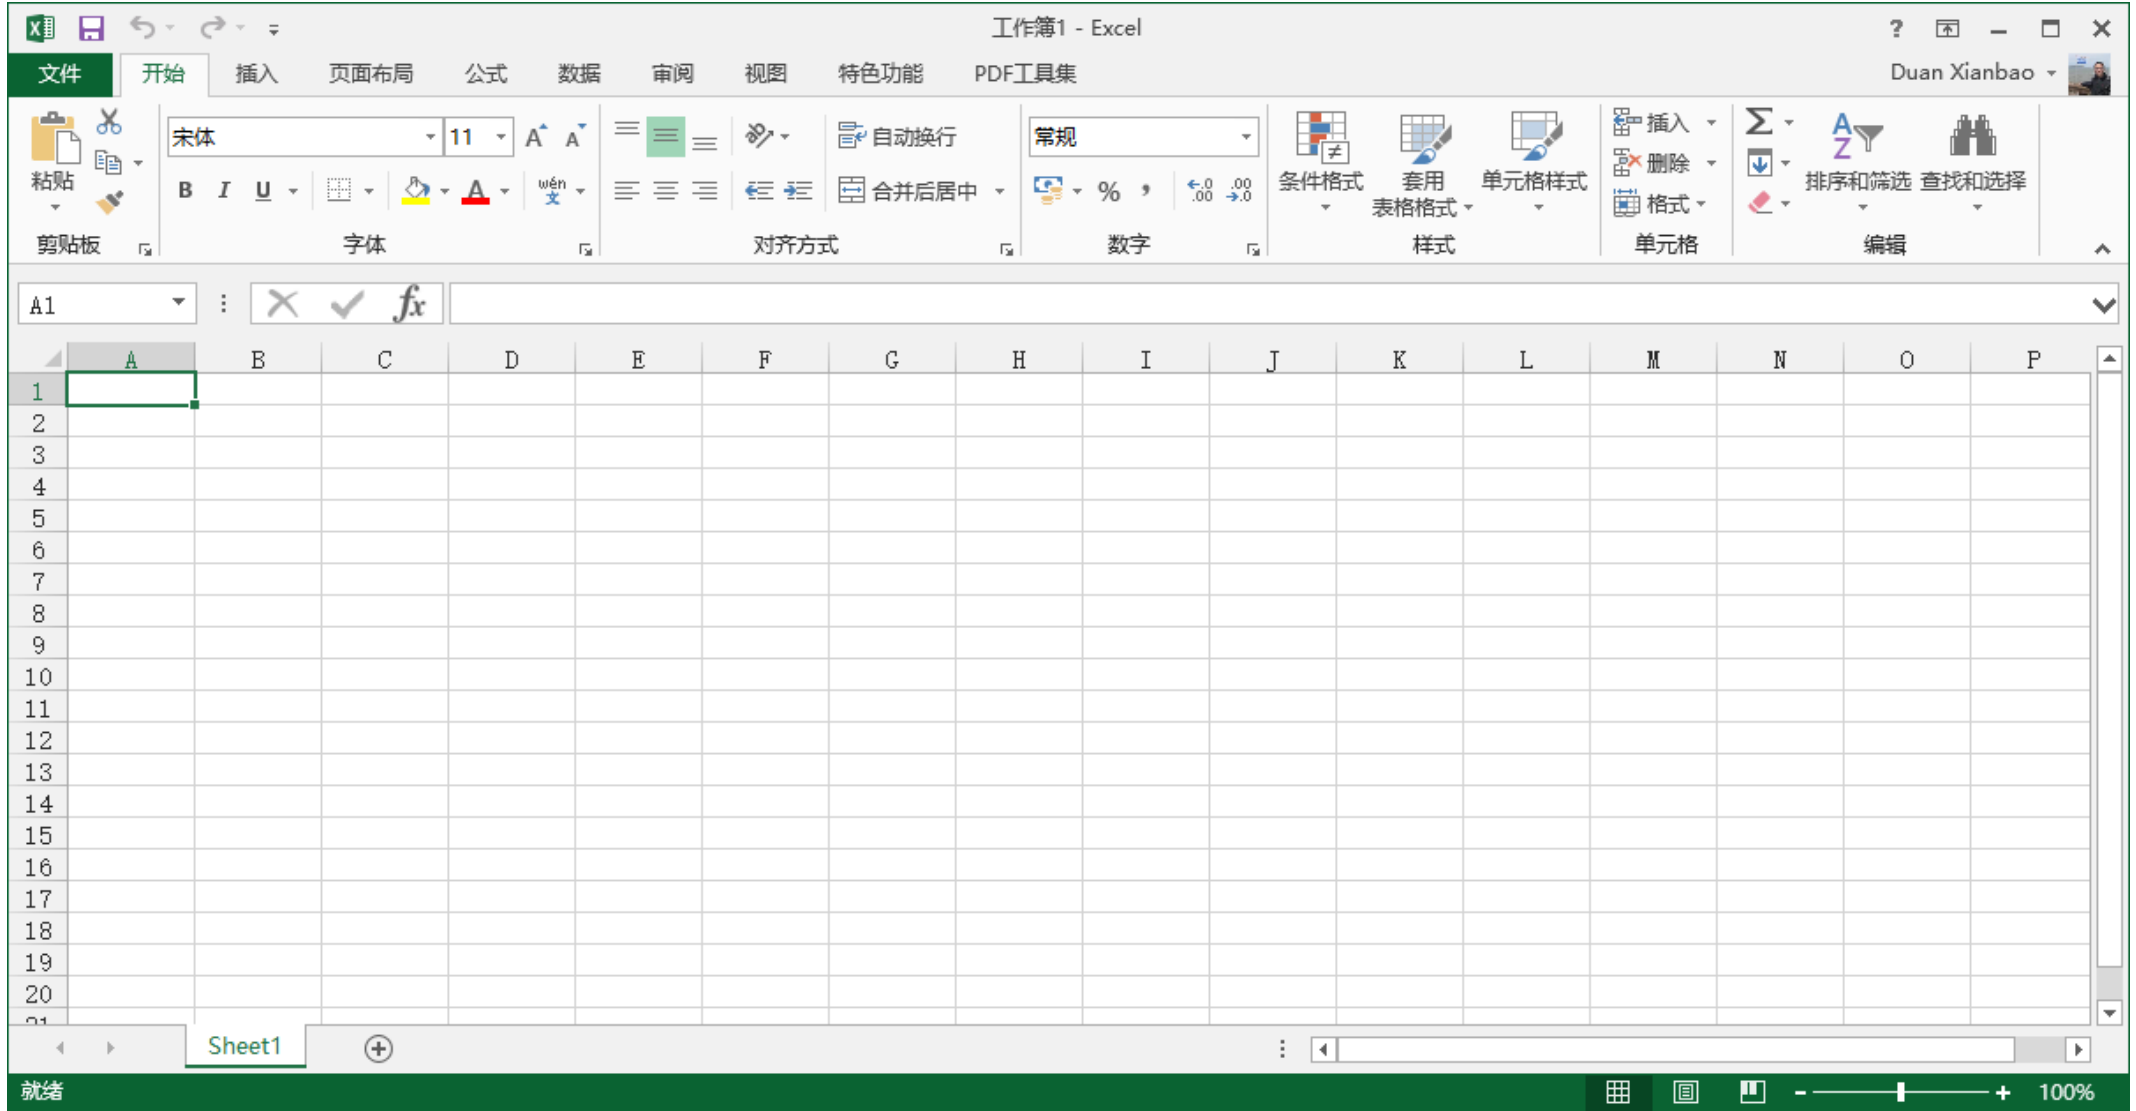 工作簿1 - Excel
文件 开始 插入 页面布局 公式 数据 审阅 视图 特色功能 PDF工具集 Duan Xianbao
粘贴 宋体 11 自动换行 常规 条件格式 套用 表格格式 单元格样式 插入 删除 格式 排序和筛选 查找和选择
B I U A wén 文 合并后居中 % , .0 .00 .00 .0
剪贴板 字体 对齐方式 数字 样式 单元格 编辑
A1 fx
A B C D E F G H I J K L M N O P
1
2
3
4
5
6
7
8
9
10
11
12
13
14
15
16
17
18
19
20
21
Sheet1
就绪 100%